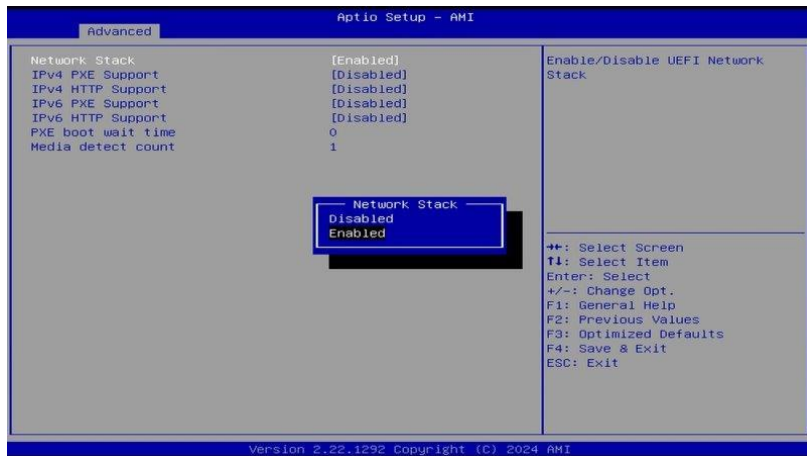 Aptio Setup - AMI
Advanced
Network Stack [Enabled]
IPv4 PXE Support [Disabled]
IPv4 HTTP Support [Disabled]
IPv6 PXE Support [Disabled]
IPv6 HTTP Support [Disabled]
PXE boot wait time 0
Media detect count 1
Network Stack
Disabled
Enabled
Enable/Disable UEFI Network
Stack
→←: Select Screen
↑↓: Select Item
Enter: Select
+/-: Change Opt.
F1: General Help
F2: Previous Values
F3: Optimized Defaults
F4: Save & Exit
ESC: Exit
Version 2.22.1292 Copyright (C) 2024 AMI